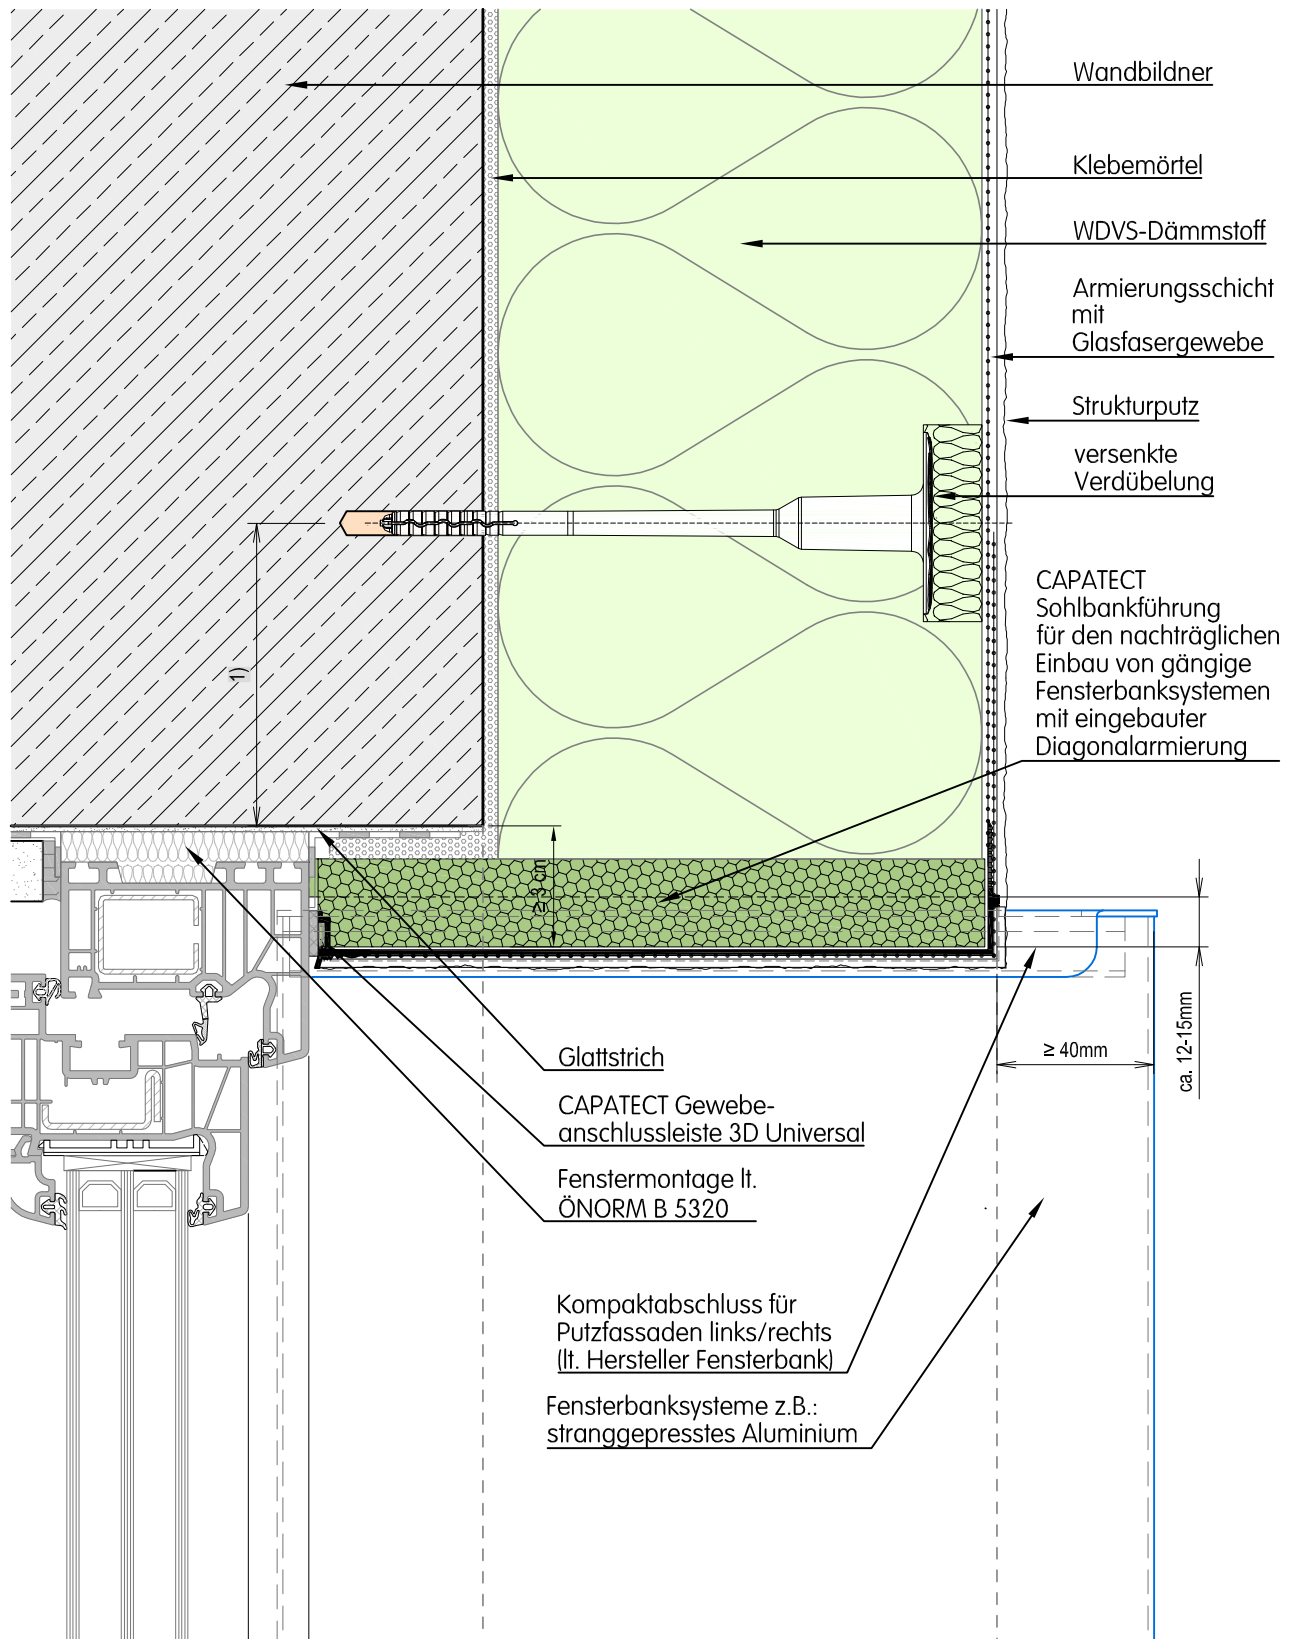 Wandbildner
Klebemörtel
WDVS-Dämmstoff
Armierungsschicht
mit
Glasfasergewebe
Strukturputz
versenkte
Verdübelung
CAPATECT
Sohlbankführung
für den nachträglichen
Einbau von gängige
Fensterbanksystemen
mit eingebauter
Diagonalarmierung
1)
≥ 3 cm
ca. 12-15mm
≥ 40mm
Glattstrich
CAPATECT Gewebe-
anschlussleiste 3D Universal
Fenstermontage lt.
ÖNORM B 5320
Kompaktabschluss für
Putzfassaden links/rechts
(lt. Hersteller Fensterbank)
Fensterbanksysteme z.B.:
stranggepresstes Aluminium